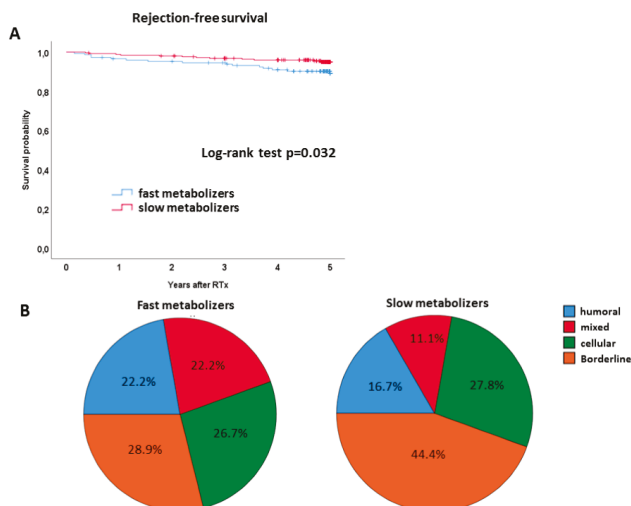 Rejection-free survival
A
1,0
0,8
0,6
0,4
0,2
0,0
Survival probability
Log-rank test p=0.032
fast metabolizers
slow metabolizers
0 1 2 3 4 5
Years after RTx
B
Fast metabolizers
22.2%
22.2%
26.7%
28.9%
Slow metabolizers
16.7%
11.1%
27.8%
44.4%
humoral
mixed
cellular
Borderline